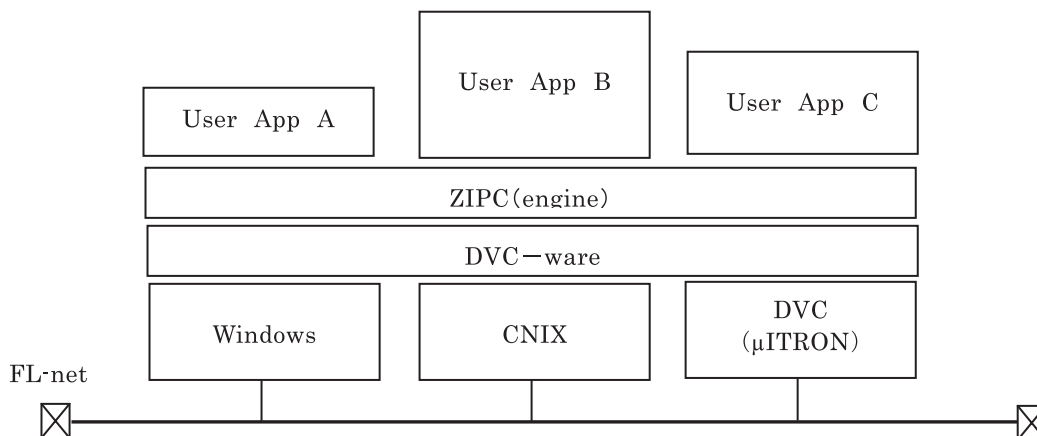 User App A
User App B
User App C
ZIPC(engine)
DVC－ware
Windows
CNIX
DVC
(μITRON)
FL-net